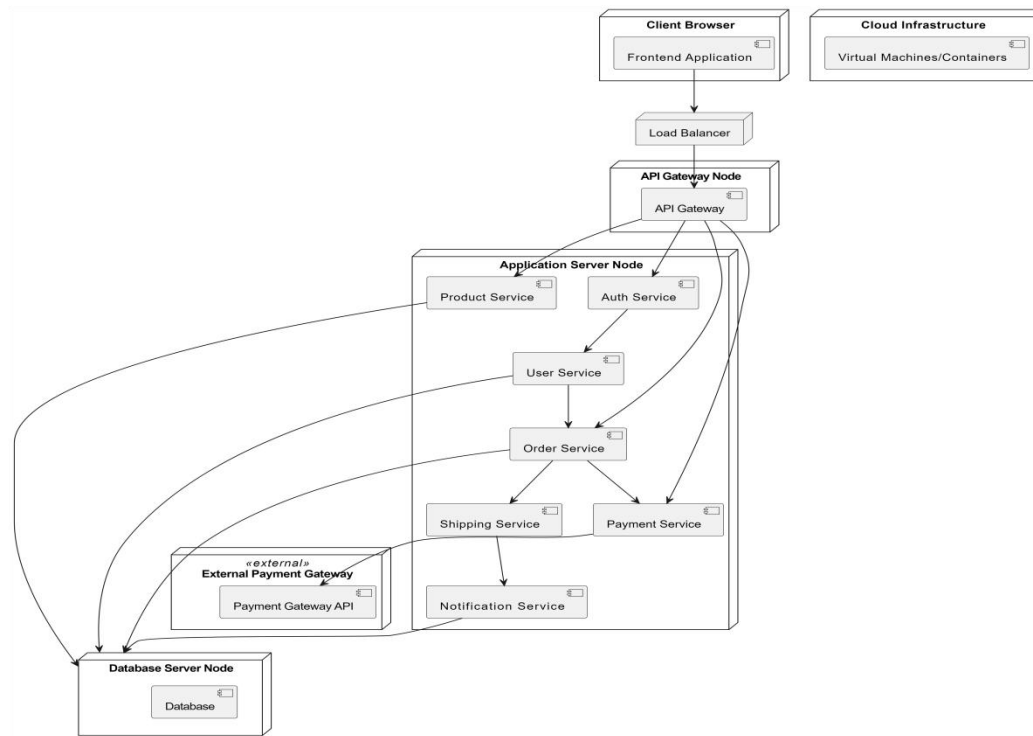 Client Browser
Frontend Application
Cloud Infrastructure
Virtual Machines/Containers
Load Balancer
API Gateway Node
API Gateway
Application Server Node
Product Service
Auth Service
User Service
Order Service
Shipping Service
Payment Service
«external»
External Payment Gateway
Payment Gateway API
Notification Service
Database Server Node
Database